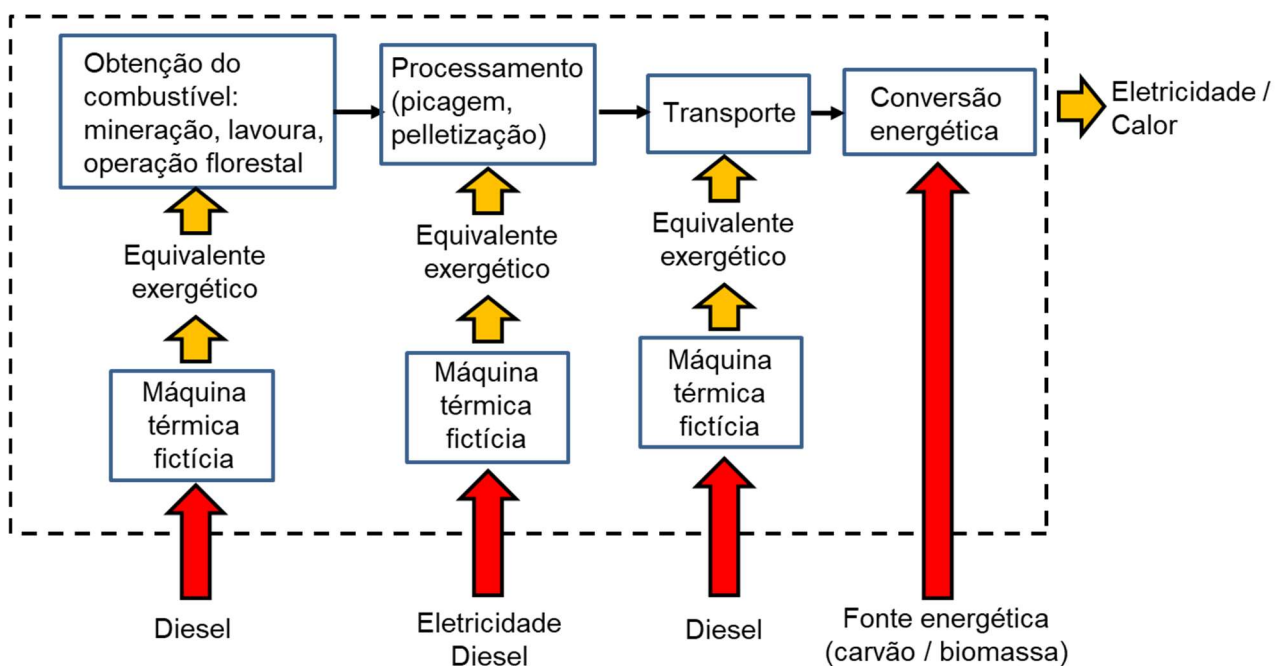 Obtenção do
combustível:
mineração, lavoura,
operação florestal
Processamento
(picagem,
pelletização)
Transporte
Conversão
energética
Eletricidade /
Calor
Equivalente
exergético
Equivalente
exergético
Equivalente
exergético
Máquina
térmica
fictícia
Máquina
térmica
fictícia
Máquina
térmica
fictícia
Diesel
Eletricidade
Diesel
Diesel
Fonte energética
(carvão / biomassa)